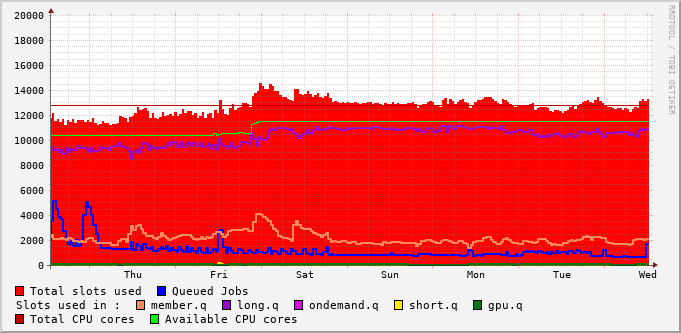 RRDTOOL / TOBI OETIKER
20000
18000
16000
14000
12000
10000
8000
6000
4000
2000
0
Thu Fri Sat Sun Mon Tue Wed
Total slots used Queued Jobs
Slots used in : member.q long.q ondemand.q short.q gpu.q
Total CPU cores Available CPU cores